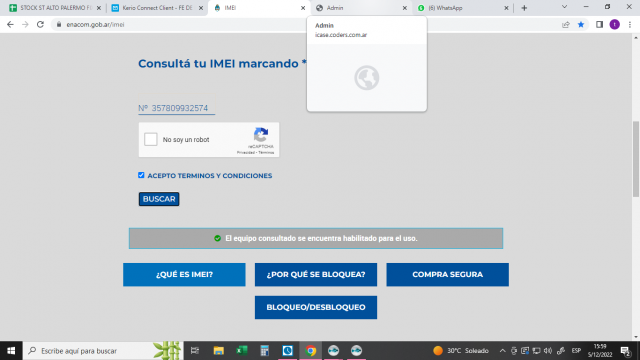 STOCK ST ALTO PALERMO F
Kerio Connect Client - FE DE
IMEI
Admin
(6) WhatsApp
enacom.gob.ar/imei
t
Admin
icase.coders.com.ar
Consultá tu IMEI marcando *
Nº 357809932574
No soy un robot
reCAPTCHA
Privacidad - Términos
ACEPTO TERMINOS Y CONDICIONES
BUSCAR
El equipo consultado se encuentra habilitado para el uso.
¿QUÉ ES IMEI?
¿POR QUÉ SE BLOQUEA?
COMPRA SEGURA
BLOQUEO/DESBLOQUEO
Escribe aquí para buscar
30°C Soleado
ESP
15:59
5/12/2022